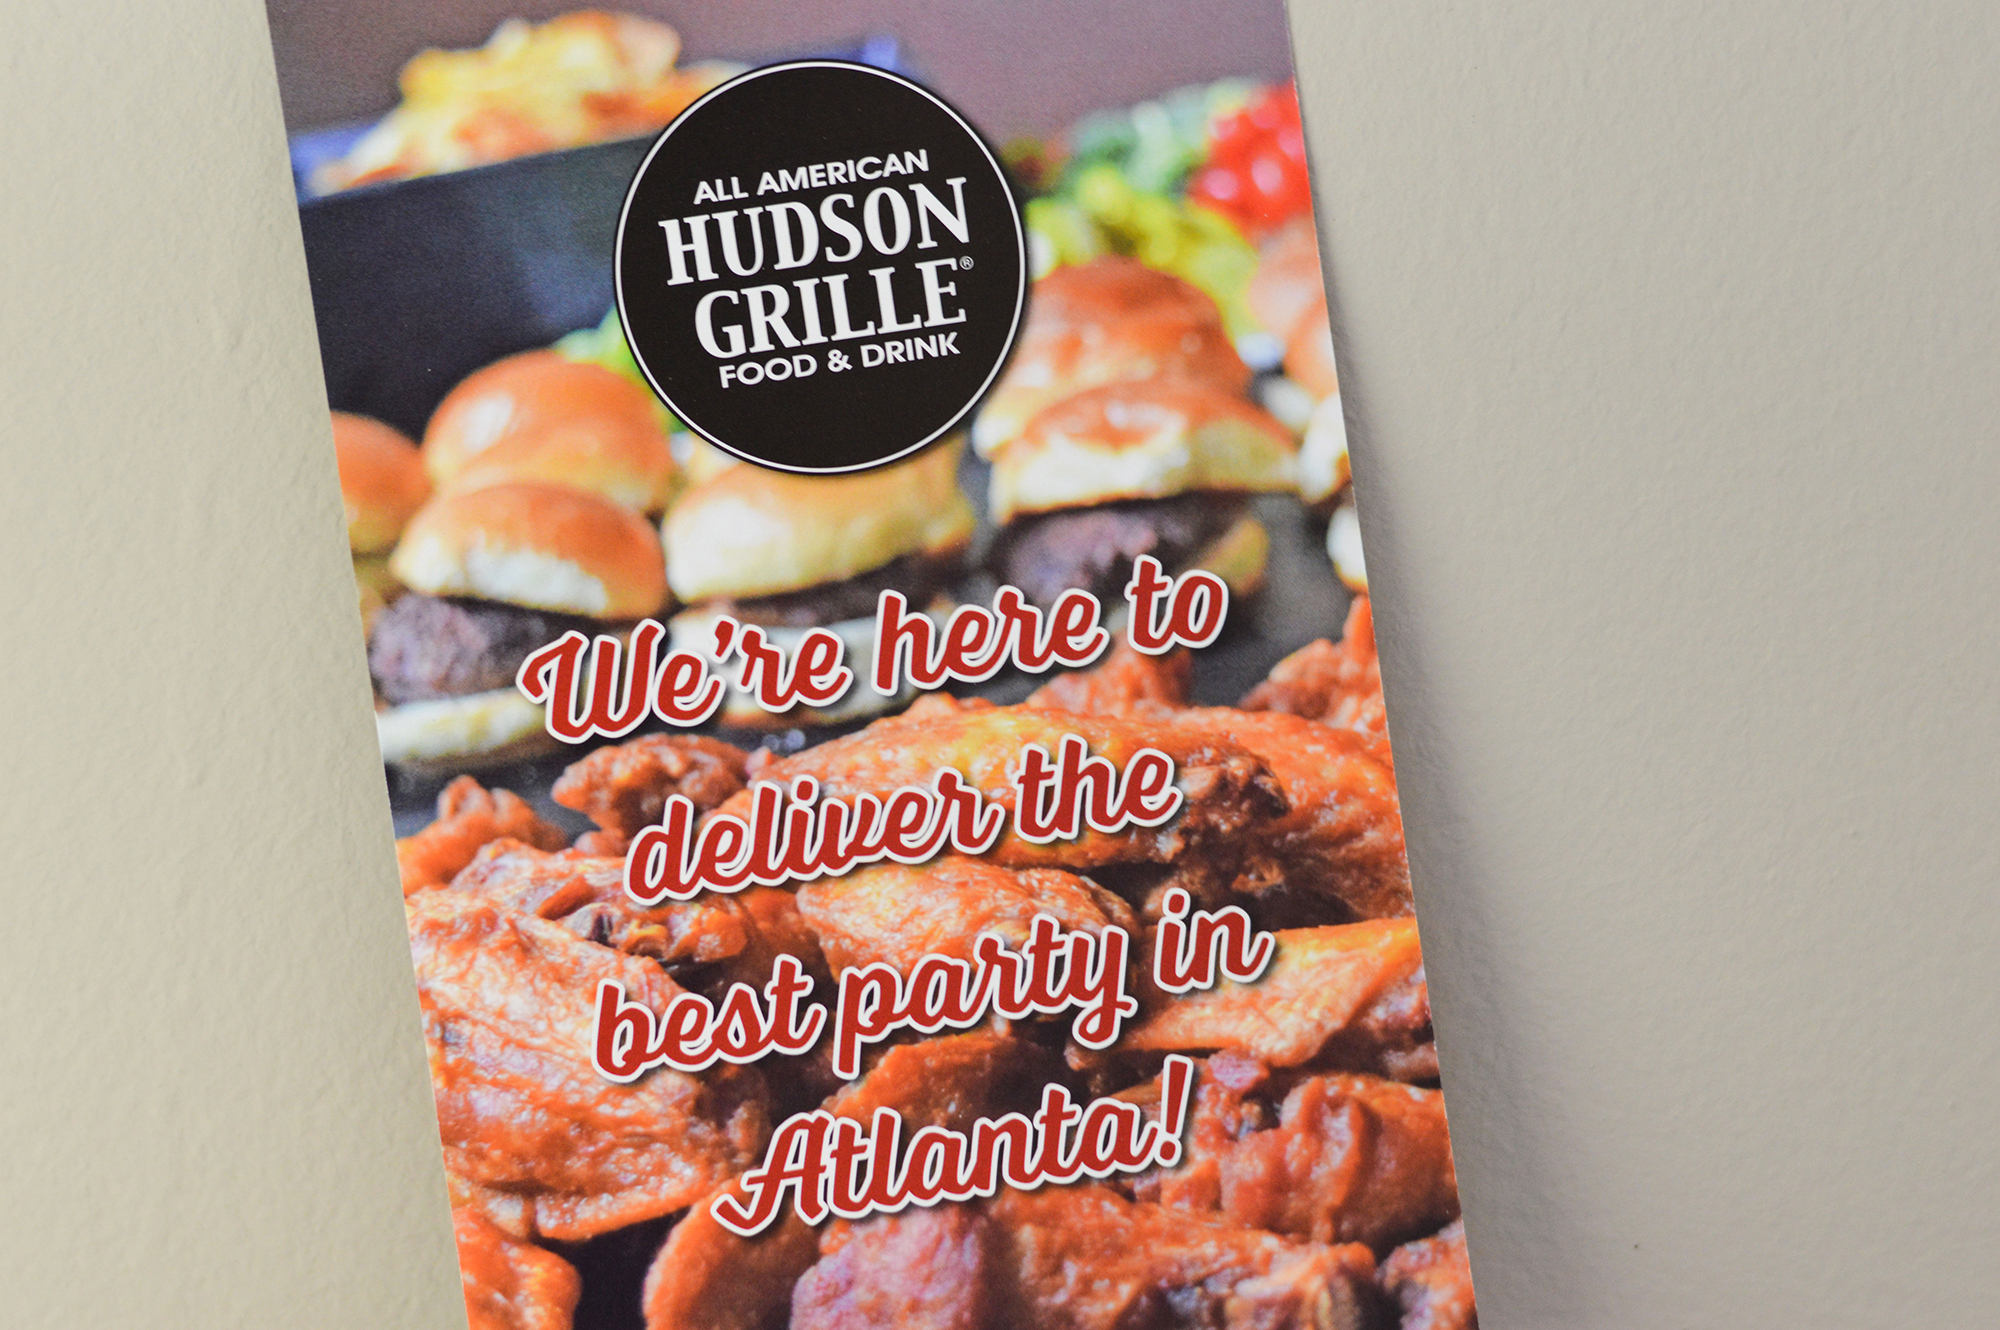 ALL AMERICAN
HUDSON
GRILLE®
FOOD & DRINK
We're here to
deliver the
best party in
Atlanta!